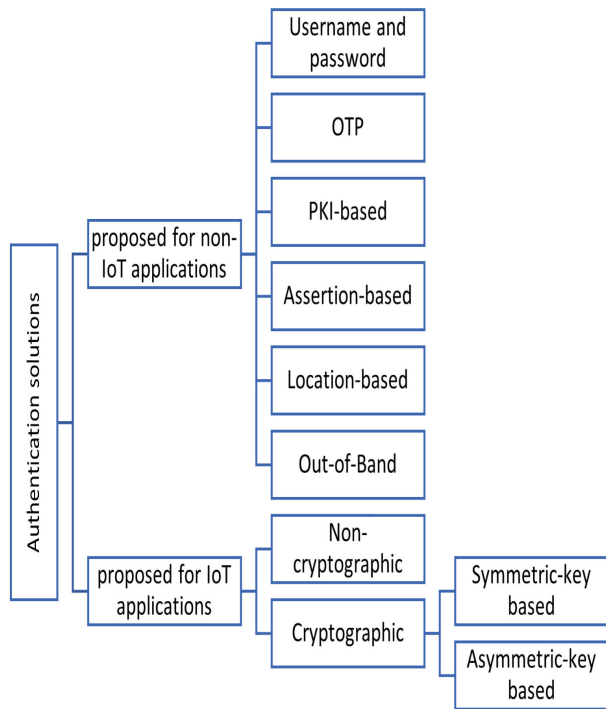 Authentication solutions
proposed for non-
IoT applications
Username and
password
OTP
PKI-based
Assertion-based
Location-based
Out-of-Band
proposed for IoT
applications
Non-
cryptographic
Cryptographic
Symmetric-key
based
Asymmetric-key
based